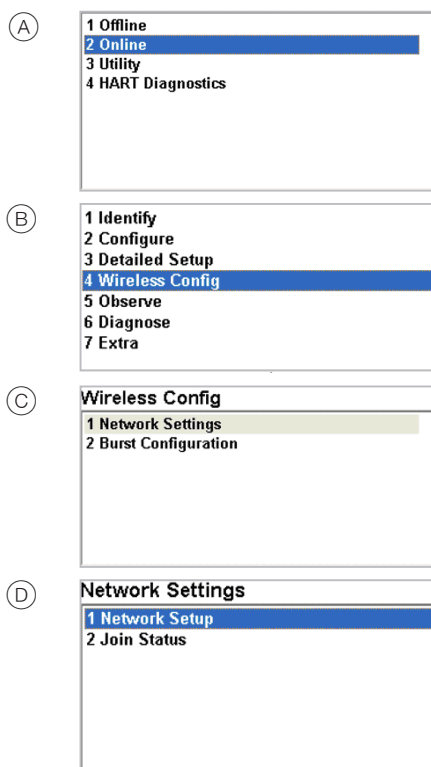 A
1 Offline
2 Online
3 Utility
4 HART Diagnostics
B
1 Identify
2 Configure
3 Detailed Setup
4 Wireless Config
5 Observe
6 Diagnose
7 Extra
C
Wireless Config
1 Network Settings
2 Burst Configuration
D
Network Settings
1 Network Setup
2 Join Status